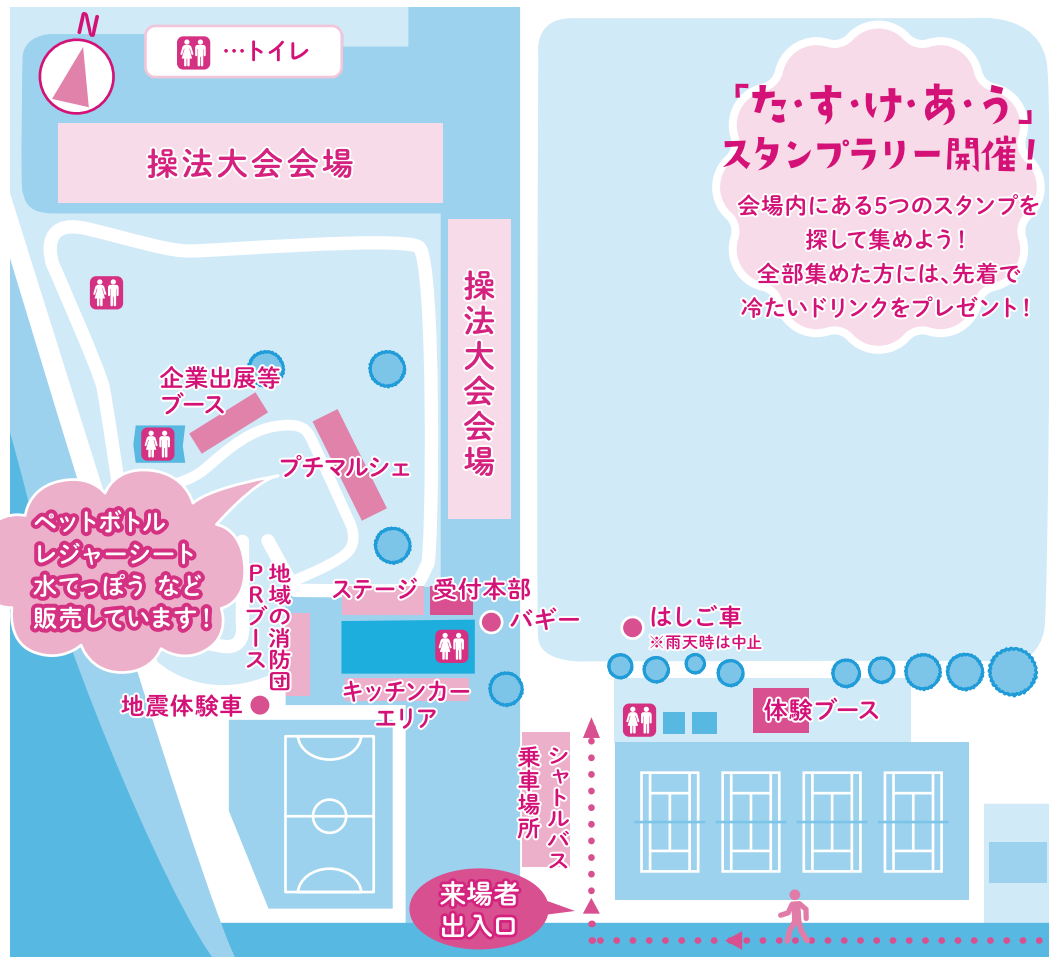 N
…トイレ
操法大会会場
操法大会会場
「た・す・け・あ・う」
スタンプラリー開催!
会場内にある5つのスタンプを
探して集めよう!
全部集めた方には、先着で
冷たいドリンクをプレゼント!
企業出展等
ブース
プチマルシェ
ペットボトル
レジャーシート
水てっぽう など
販売しています!
地域の消防団
PRブース
ステージ
受付本部
バギー
はしご車
※雨天時は中止
地震体験車
キッチンカー
エリア
体験ブース
シャトルバス
乗車場所
来場者
出入口